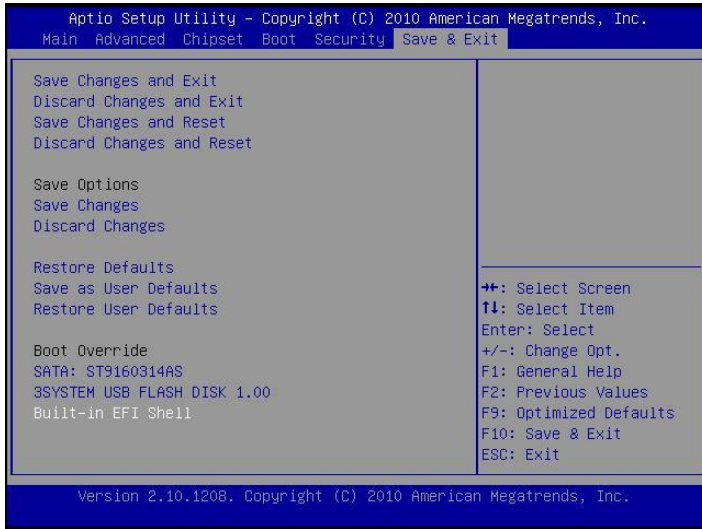 Aptio Setup Utility – Copyright (C) 2010 American Megatrends, Inc.
Main Advanced Chipset Boot Security Save & Exit
Save Changes and Exit
Discard Changes and Exit
Save Changes and Reset
Discard Changes and Reset
Save Options
Save Changes
Discard Changes
Restore Defaults
Save as User Defaults
Restore User Defaults
Boot Override
SATA: ST9160314AS
3SYSTEM USB FLASH DISK 1.00
Built-in EFI Shell
→←: Select Screen
↑↓: Select Item
Enter: Select
+/-: Change Opt.
F1: General Help
F2: Previous Values
F9: Optimized Defaults
F10: Save & Exit
ESC: Exit
Version 2.10.1208. Copyright (C) 2010 American Megatrends, Inc.